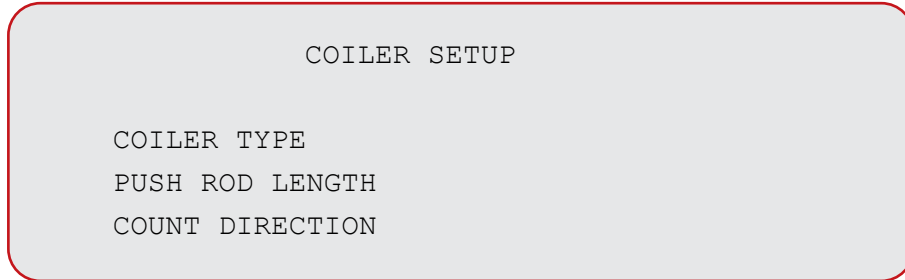 COILER SETUP
COILER TYPE
PUSH ROD LENGTH
COUNT DIRECTION